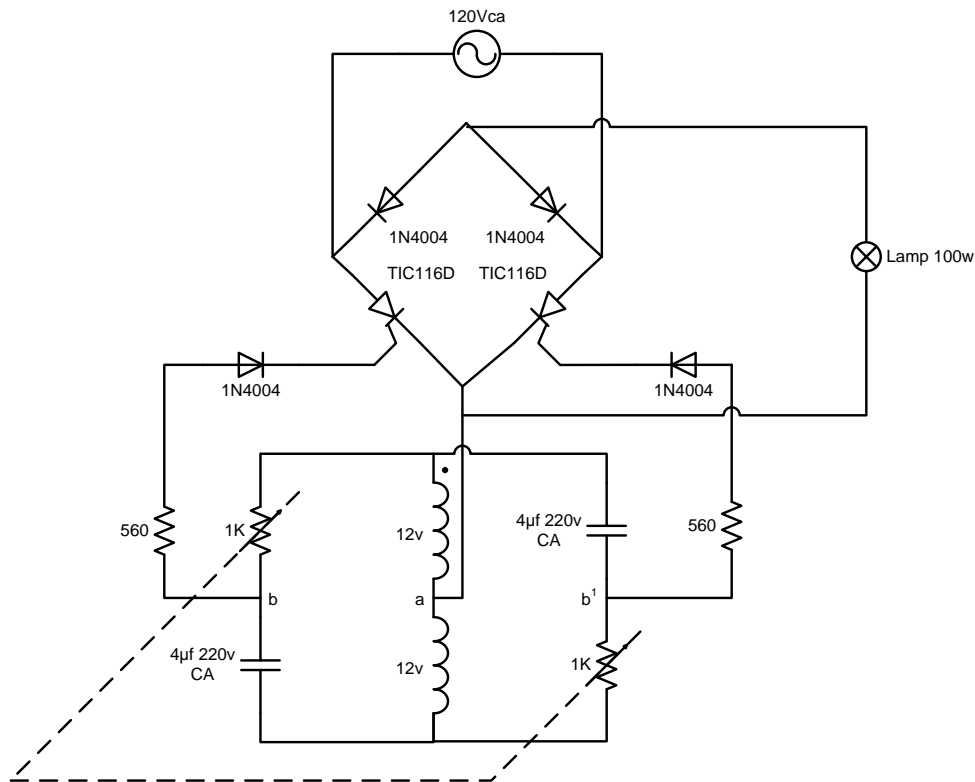 120Vca
1N4004
1N4004
TIC116D
TIC116D
Lamp 100w
1N4004
1N4004
560
1K
12v
4µf 220v
CA
560
b
a
b¹
4µf 220v
CA
12v
1K